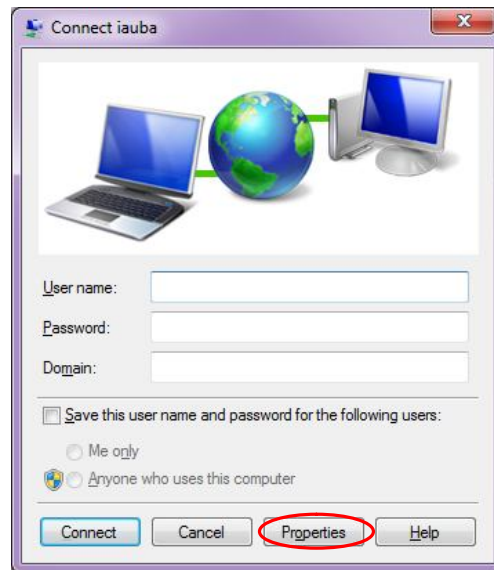 Connect iauba
User name:
Password:
Domain:
Save this user name and password for the following users:
Me only
Anyone who uses this computer
Connect Cancel Properties Help